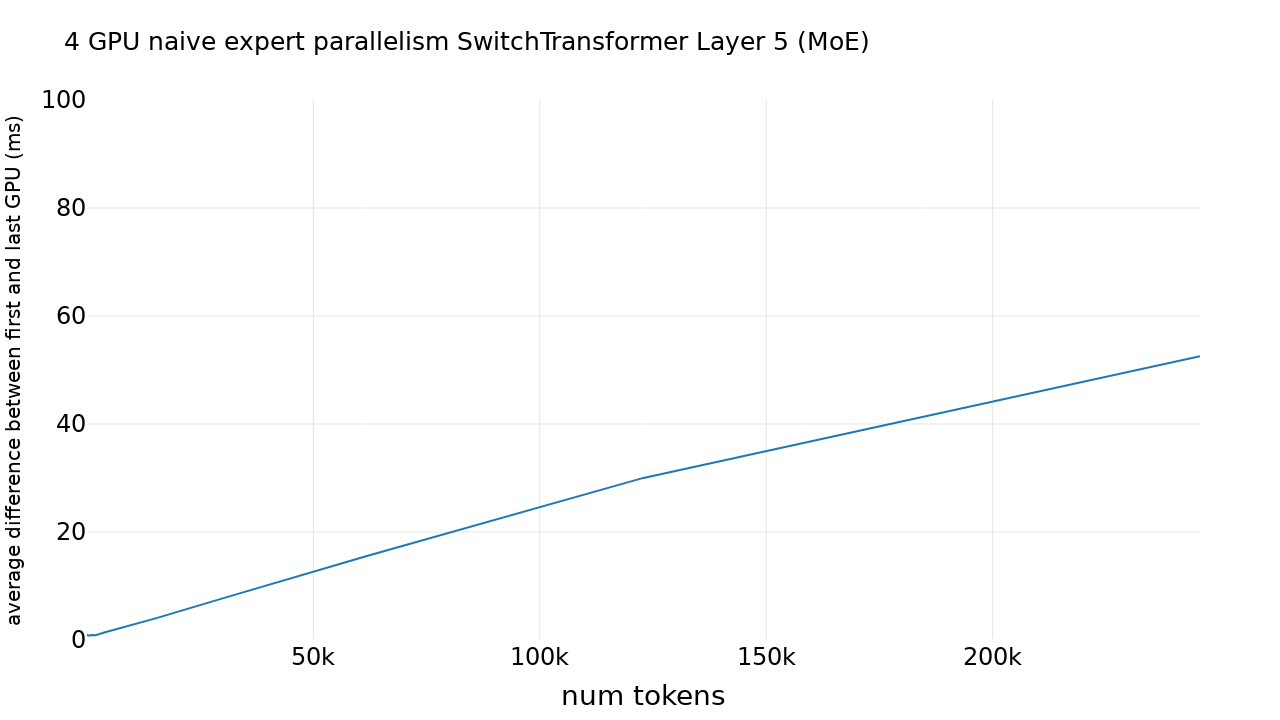 4 GPU naive expert parallelism SwitchTransformer Layer 5 (MoE)
average difference between first and last GPU (ms)
100
80
60
40
20
0
50k
100k
150k
200k
num tokens